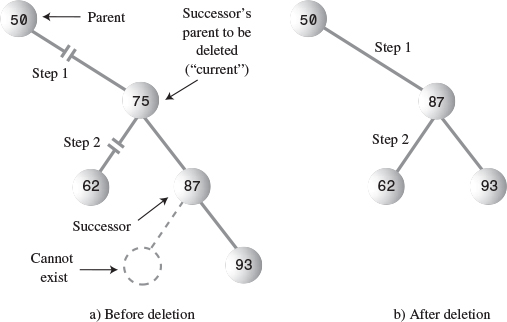 50
Parent
Successor's
parent to be
deleted
("current")
Step 1
75
Step 2
62
87
Successor
Cannot
exist
93
a) Before deletion
50
Step 1
87
Step 2
62
93
b) After deletion